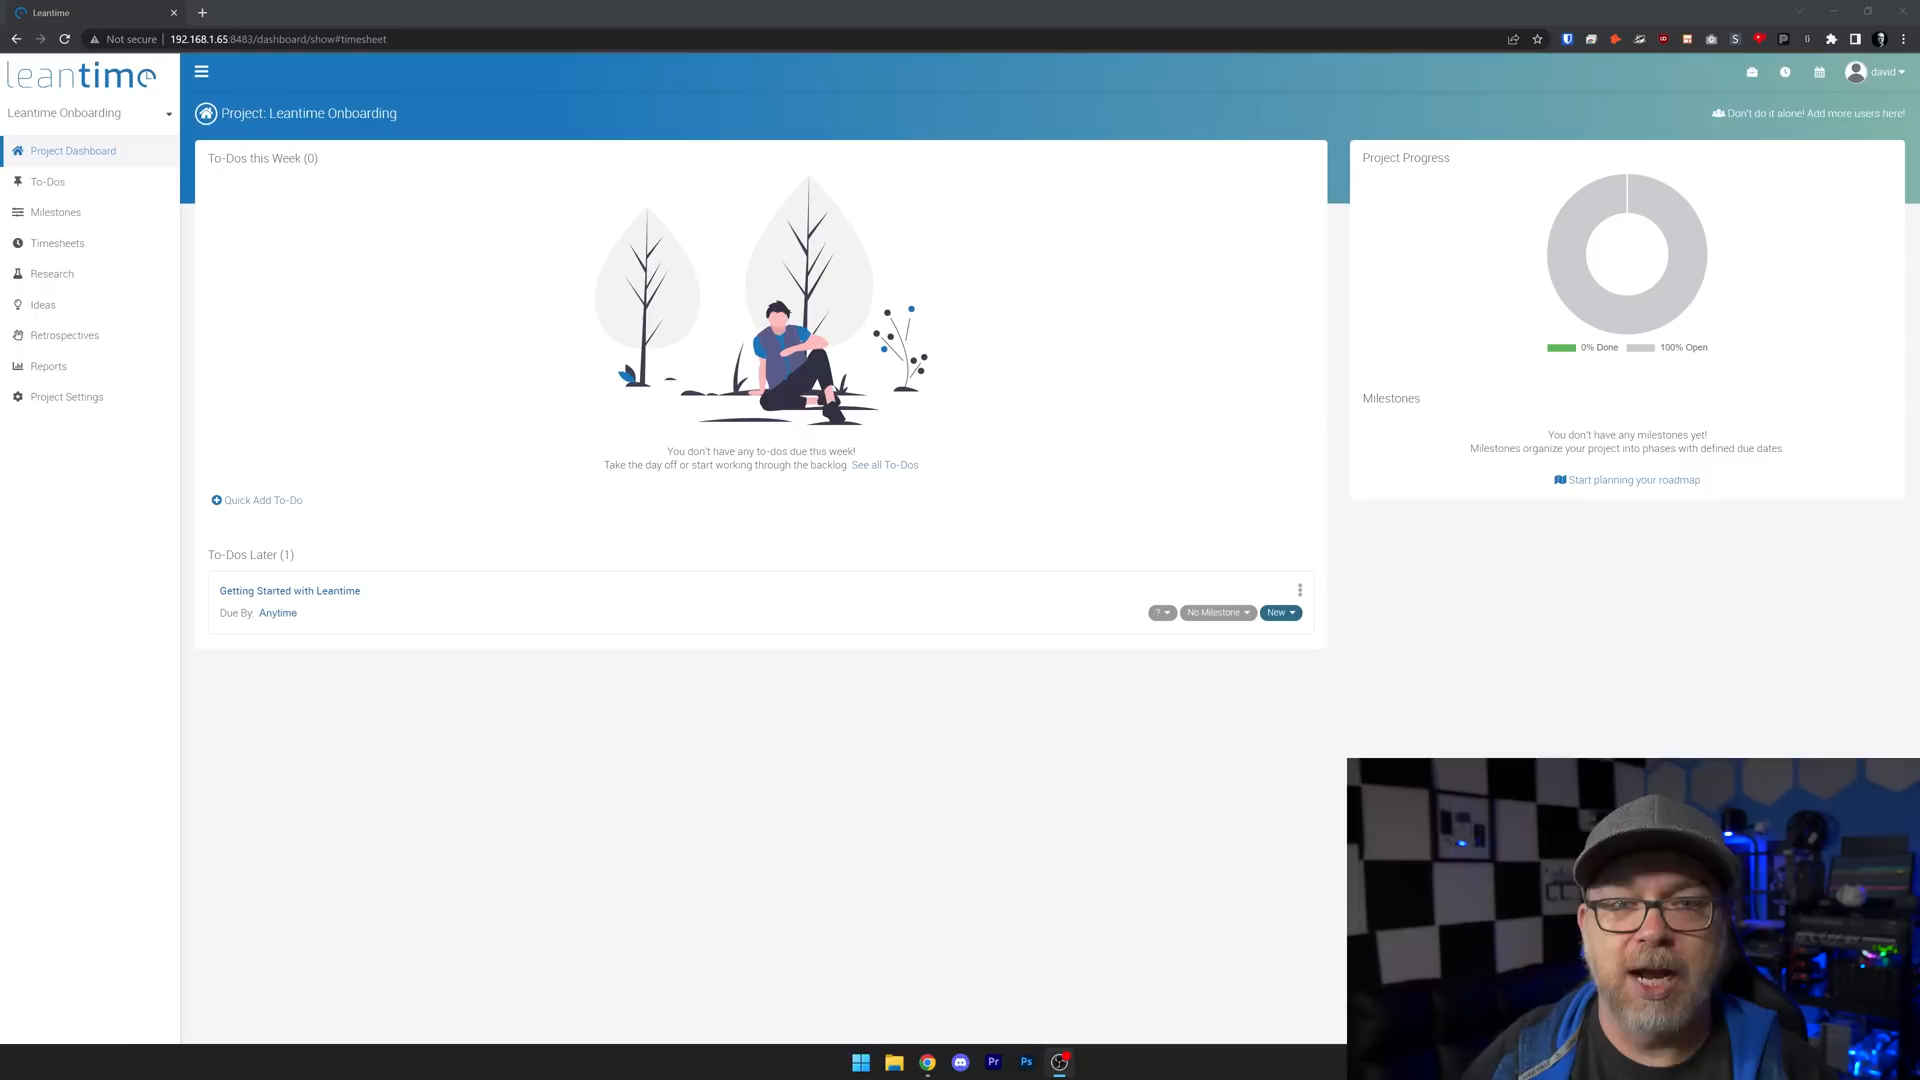 Leantime
Not secure
192.168.1.65:8483/dashboard/show#timesheet
leantime
david
Leantime Onboarding
Project: Leantime Onboarding
Don't do it alone! Add more users here!
Project Dashboard
To-Dos
Milestones
Timesheets
Research
Ideas
Retrospectives
Reports
Project Settings
To-Dos this Week (0)
You don't have any to-dos due this week!
Take the day off or start working through the backlog. See all To-Dos
Quick Add To-Do
To-Dos Later (1)
Getting Started with Leantime
Due By: Anytime
?
No Milestone
New
Project Progress
0% Done
100% Open
Milestones
You don't have any milestones yet!
Milestones organize your project into phases with defined due dates.
Start planning your roadmap
Pr
Ps